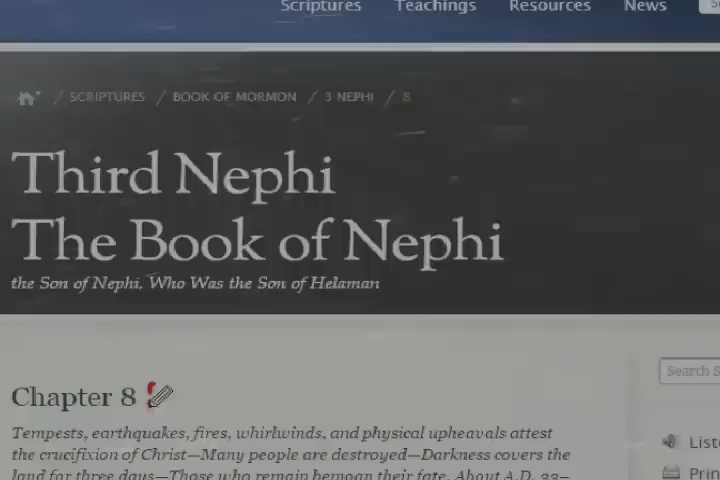 Scriptures Teachings Resources News
/ SCRIPTURES / BOOK OF MORMON / 3 NEPHI / 8
Third Nephi
The Book of Nephi
the Son of Nephi, Who Was the Son of Helaman
Chapter 8
Search S
Tempests, earthquakes, fires, whirlwinds, and physical upheavals attest
the crucifixion of Christ—Many people are destroyed—Darkness covers the
List
land for three days—Those who remain bemoan their fate. About A.D. 33–
Prin